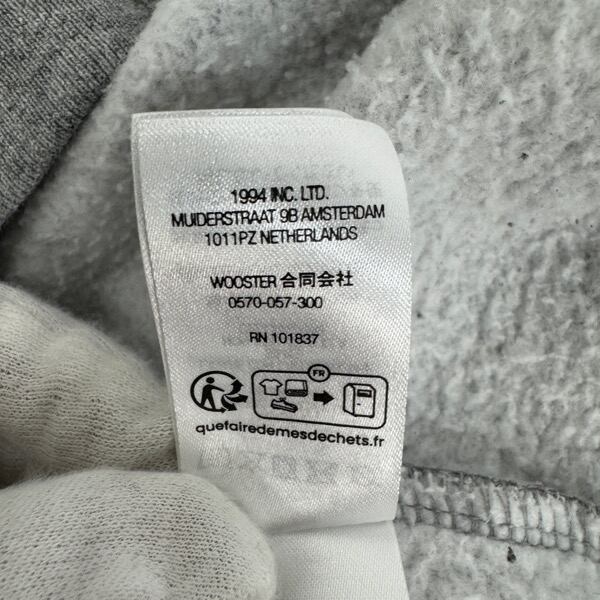 1994 INC. LTD.
MUIDERSTRAAT 9B AMSTERDAM
1011PZ NETHERLANDS
WOOSTER 合同会社
0570-057-300
RN 101837
FR
quefairedemesdechets.fr